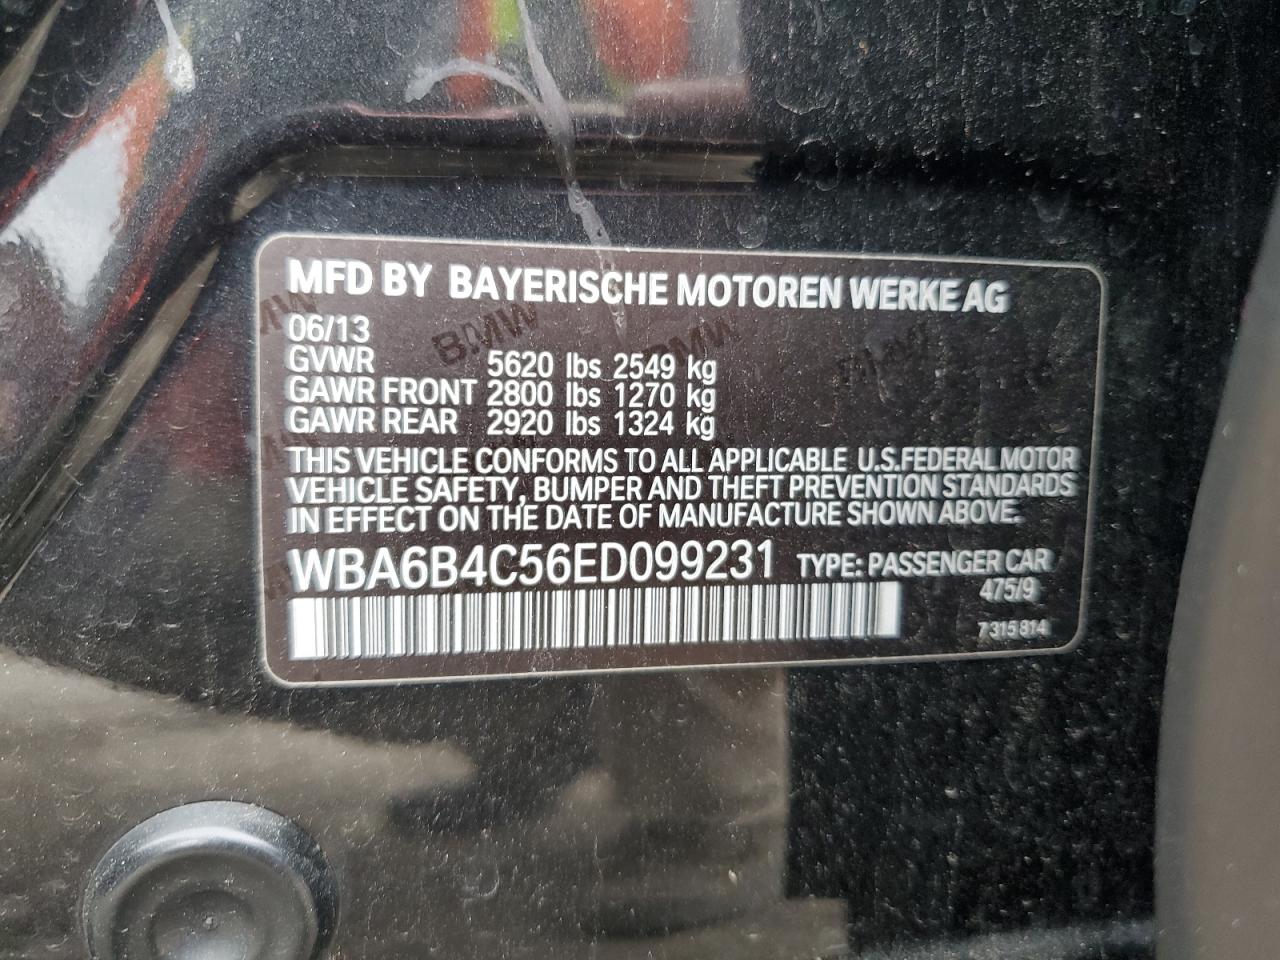 MFD BY BAYERISCHE MOTOREN WERKE AG
06/13
GVWR 5620 lbs 2549 kg
GAWR FRONT 2800 lbs 1270 kg
GAWR REAR 2920 lbs 1324 kg
THIS VEHICLE CONFORMS TO ALL APPLICABLE U.S.FEDERAL MOTOR
VEHICLE SAFETY, BUMPER AND THEFT PREVENTION STANDARDS
IN EFFECT ON THE DATE OF MANUFACTURE SHOWN ABOVE.
WBA6B4C56ED099231 TYPE: PASSENGER CAR
475/9
7 315 814
BMW
BMW
BMW